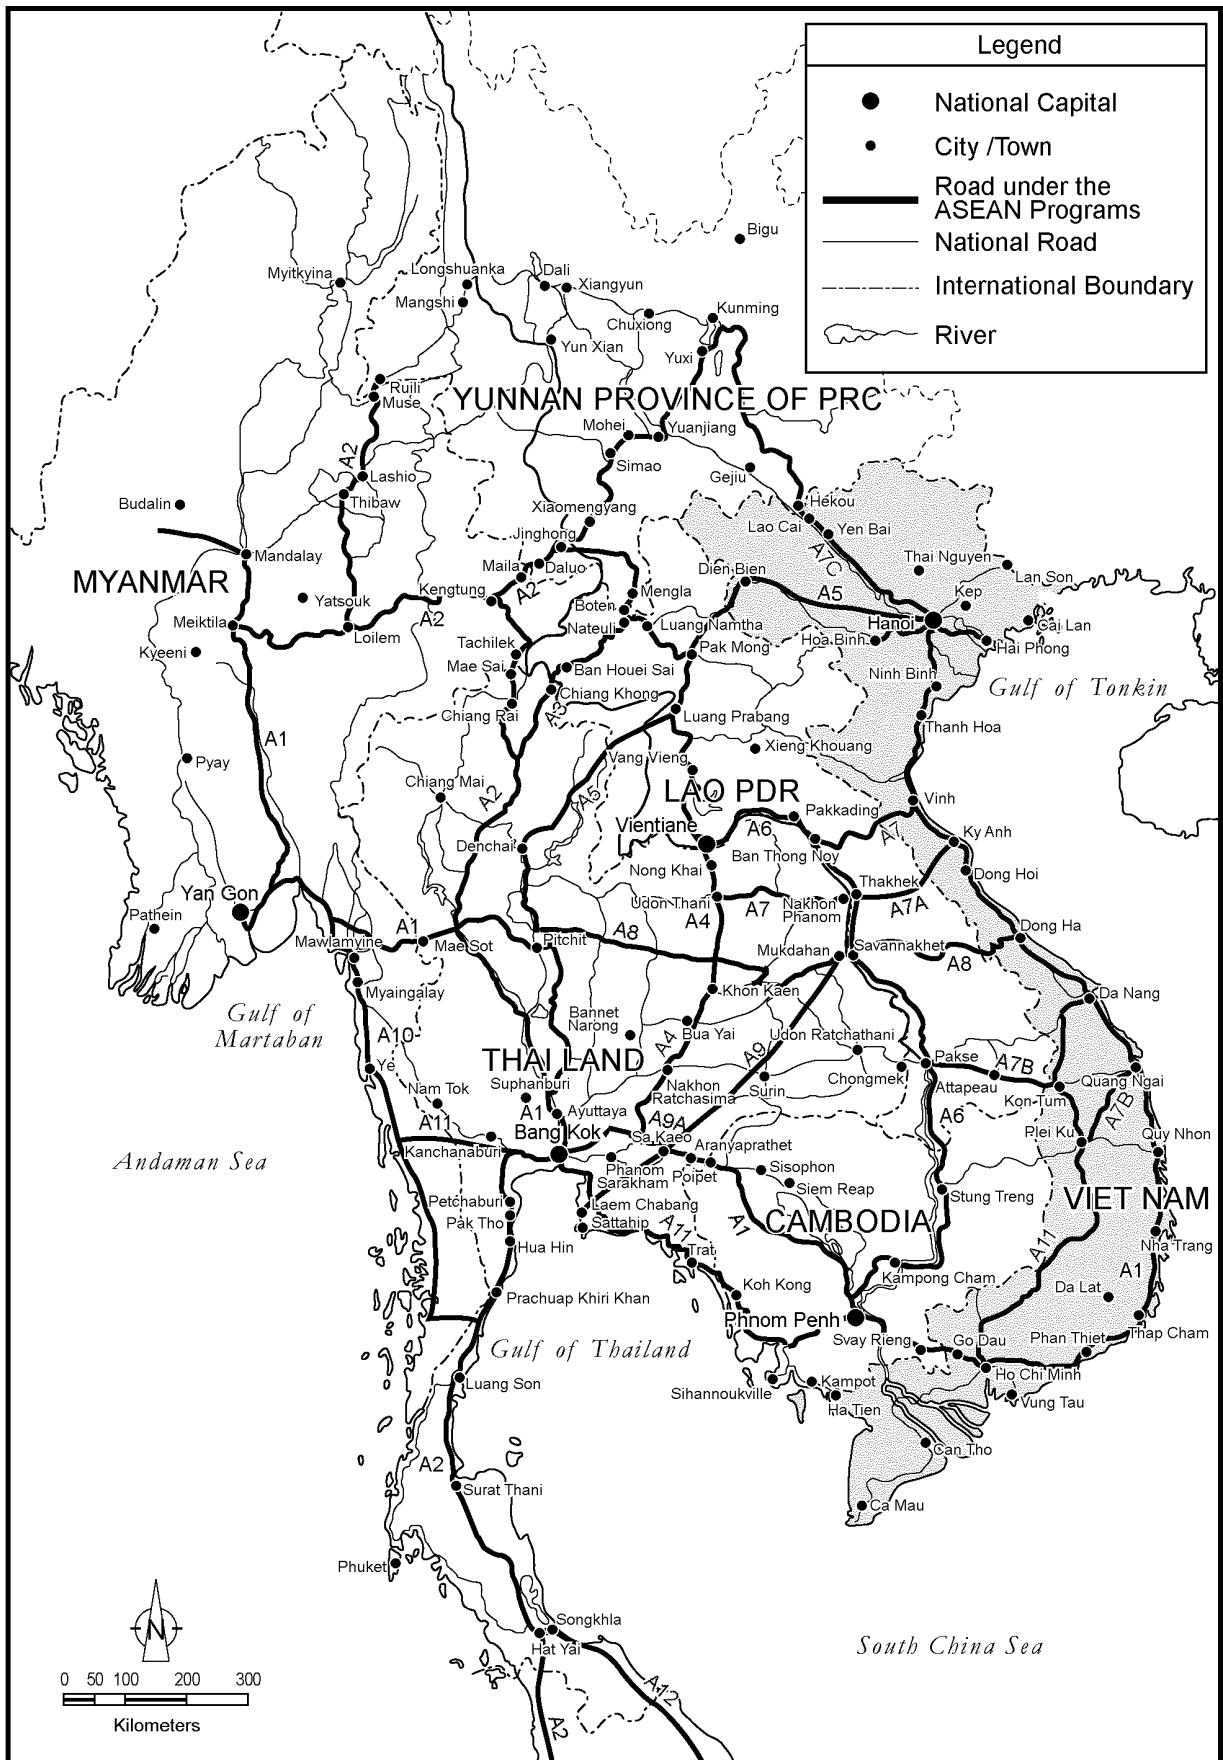 Legend
National Capital
City /Town
Road under the
ASEAN Programs
National Road
International Boundary
River
Bigu
Myitkyina
Longshuanka
Dali
Xiangyun
Mangshi
Chuxiong
Kunming
Yun Xian
Yuxi
Ruili
Muse
YUNNAN PROVINCE OF PRC
Mohei
Yuanjiang
A2
Simao
Lashio
Gejiu
Thibaw
Budalin
Xiaomengyang
Hekou
Lao Cai
Yen Bai
Jinghong
Mandalay
A7C
Thai Nguyen
Maila
Daluo
Dien Bien
Lan Son
MYANMAR
Kengtung
A2
Mengla
A5
Kep
Yatsouk
A2
Boten
Meiktila
Loilem
Nateuli
Luang Namtha
Hanoi
Cai Lan
Tachilek
Hoa Binh
Hai Phong
Kyeeni
Pak Mong
Mae Sai
Ban Houei Sai
Ninh Binh
Chiang Khong
Gulf of Tonkin
Chiang Rai
A3
Luang Prabang
Thanh Hoa
A1
Xieng Khouang
Pyay
Vang Vieng
Chiang Mai
LAO PDR
A2
A5
Pakkading
Vinh
Vientiane
A6
A7
Ky Anh
Denchai
Ban Thong Noy
Nong Khai
Dong Hoi
Thakhek
Yan Gon
Udon Thani
A7
Nakhon
Phanom
A7A
Pathein
A4
A1
A8
Dong Ha
Mawlamyine
Mae Sot
Pitchit
Mukdahan
Savannakhet
A8
Myaingalay
Khon Kaen
Da Nang
Gulf of
Martaban
Bannet
Narong
A10
Bua Yai
Udon Ratchathani
A4
A9
THAI LAND
Pakse
A7B
Ye
Suphanburi
Nakhon
Ratchasima
Surin
Chongmek
Attapeau
Quang Ngai
Nam Tok
Kon Tum
A11
A1
Ayuttaya
A9A
A6
A7B
Bang Kok
Sa Kaeo
Plei Ku
Quy Nhon
Kanchanaburi
Aranyaprathet
Andaman Sea
Phanom
Sarakham
Poipet
Sisophon
Siem Reap
Stung Treng
VIET NAM
Petchaburi
Laem Chabang
Pak Tho
Sattahip
A11
A1
CAMBODIA
Hua Hin
Trat
A11
Nha Trang
Koh Kong
Kampong Cham
A1
Da Lat
Prachuap Khiri Khan
Phnom Penh
Gulf of Thailand
Svay Rieng
Go Dau
Phan Thiet
Thap Cham
Luang Son
Sihannoukville
Kampot
Ho Chi Minh
Ha Tien
Vung Tau
A2
Can Tho
Surat Thani
Ca Mau
Phuket
N
Songkhla
Hat Yai
South China Sea
0 50 100 200 300
Kilometers
A12
A2